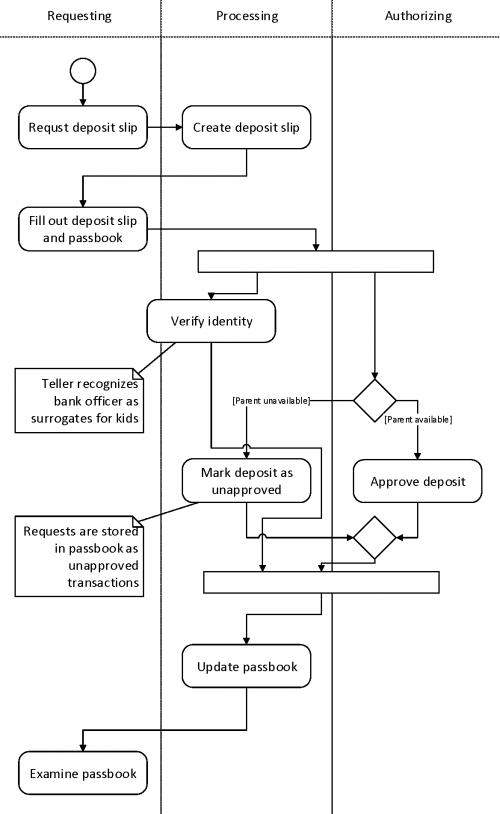 Requesting
Processing
Authorizing
Requst deposit slip
Create deposit slip
Fill out deposit slip
and passbook
Verify identity
Teller recognizes
bank officer as
surrogates for kids
[Parent unavailable]
[Parent available]
Mark deposit as
unapproved
Approve deposit
Requests are stored
in passbook as
unapproved
transactions
Update passbook
Examine passbook